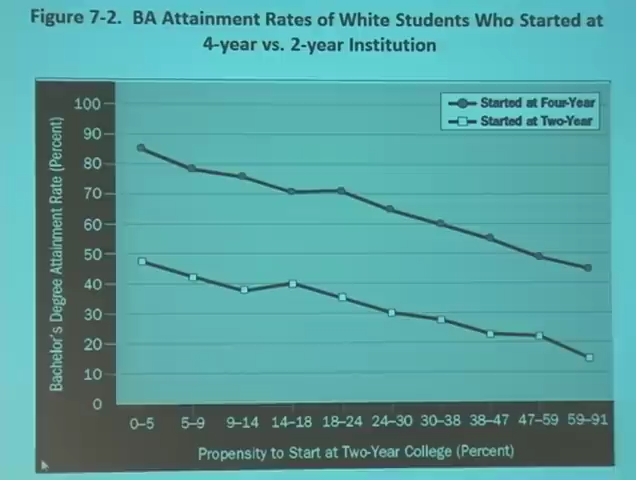 Figure 7-2. BA Attainment Rates of White Students Who Started at
4-year vs. 2-year Institution
Started at Four-Year
Started at Two-Year
Bachelor's Degree Attainment Rate (Percent)
100
90
80
70
60
50
40
30
20
10
0
0–5 5–9 9–14 14–18 18–24 24–30 30–38 38–47 47–59 59–91
Propensity to Start at Two-Year College (Percent)